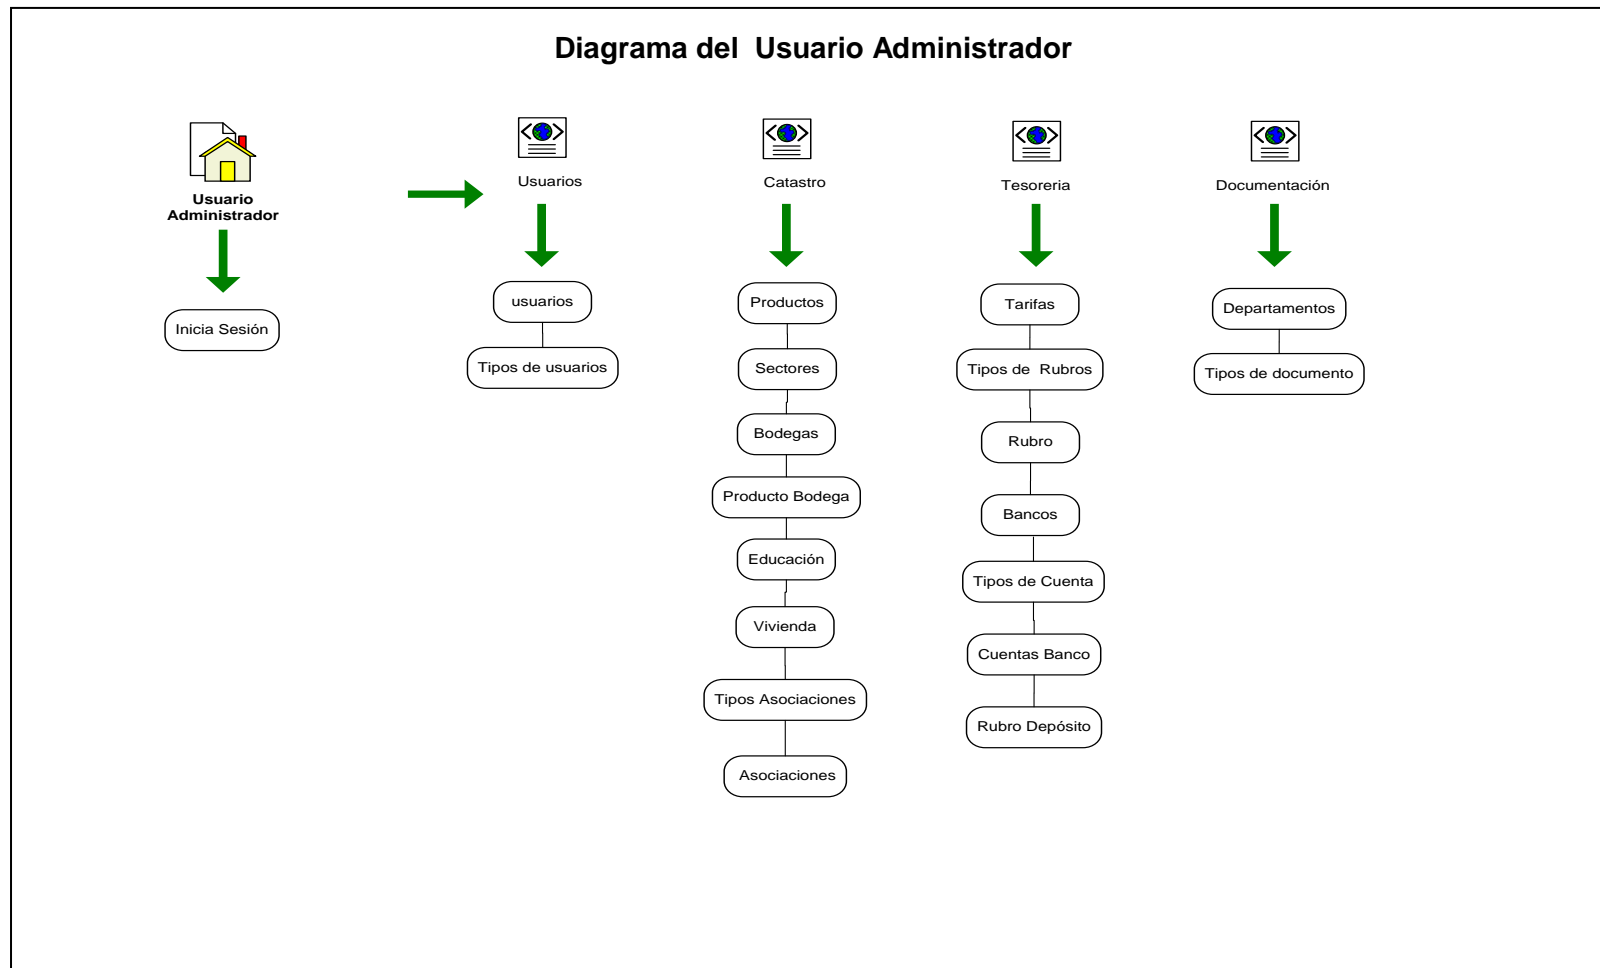 Diagrama del  Usuario Administrador
Usuario
Administrador
Inicia Sesión
Usuarios
usuarios
Tipos de usuarios
Catastro
Productos
Sectores
Bodegas
Producto Bodega
Educación
Vivienda
Tipos Asociaciones
Asociaciones
Tesoreria
Tarifas
Tipos de  Rubros
Rubro
Bancos
Tipos de Cuenta
Cuentas Banco
Rubro Depósito
Documentación
Departamentos
Tipos de documento